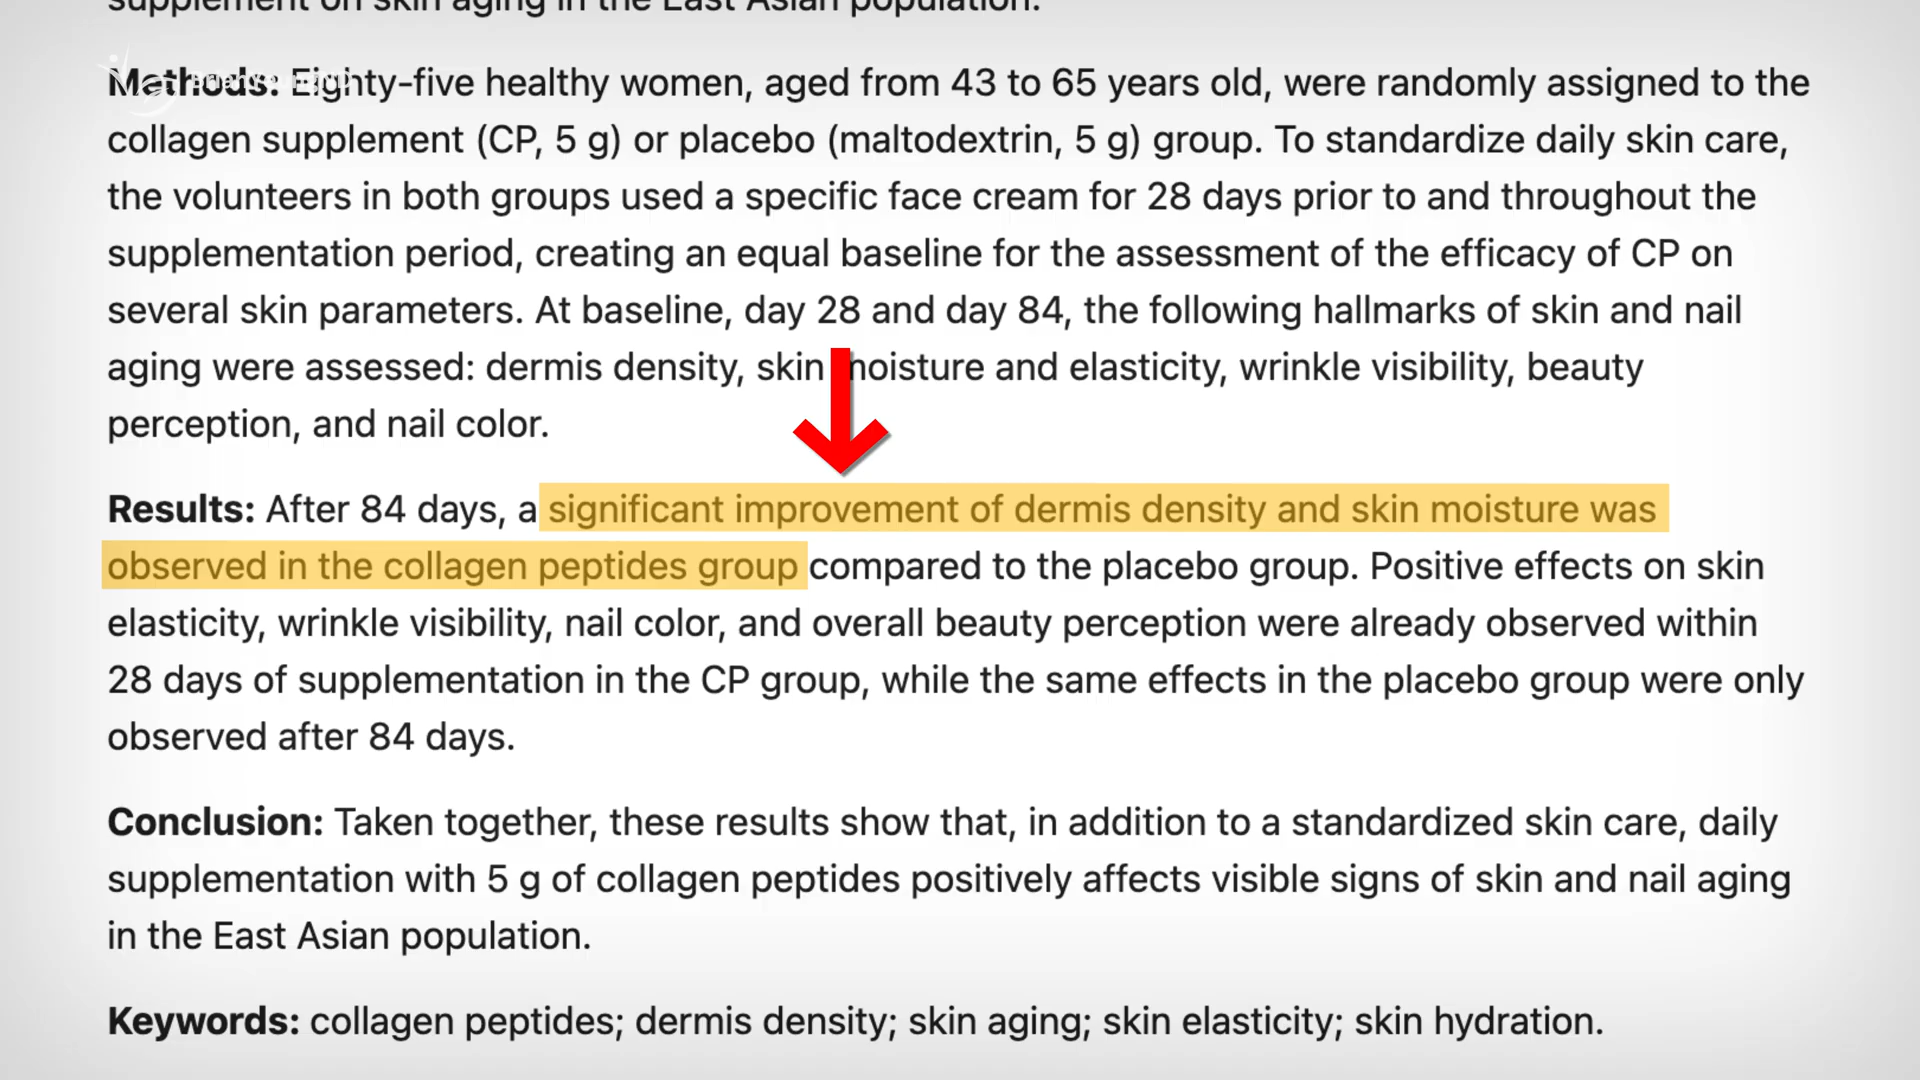 supplement on skin aging in the East Asian population.
Methods: Eighty-five healthy women, aged from 43 to 65 years old, were randomly assigned to the
collagen supplement (CP, 5 g) or placebo (maltodextrin, 5 g) group. To standardize daily skin care,
the volunteers in both groups used a specific face cream for 28 days prior to and throughout the
supplementation period, creating an equal baseline for the assessment of the efficacy of CP on
several skin parameters. At baseline, day 28 and day 84, the following hallmarks of skin and nail
aging were assessed: dermis density, skin moisture and elasticity, wrinkle visibility, beauty
perception, and nail color.
Results: After 84 days, a significant improvement of dermis density and skin moisture was
observed in the collagen peptides group compared to the placebo group. Positive effects on skin
elasticity, wrinkle visibility, nail color, and overall beauty perception were already observed within
28 days of supplementation in the CP group, while the same effects in the placebo group were only
observed after 84 days.
Conclusion: Taken together, these results show that, in addition to a standardized skin care, daily
supplementation with 5 g of collagen peptides positively affects visible signs of skin and nail aging
in the East Asian population.
Keywords: collagen peptides; dermis density; skin aging; skin elasticity; skin hydration.